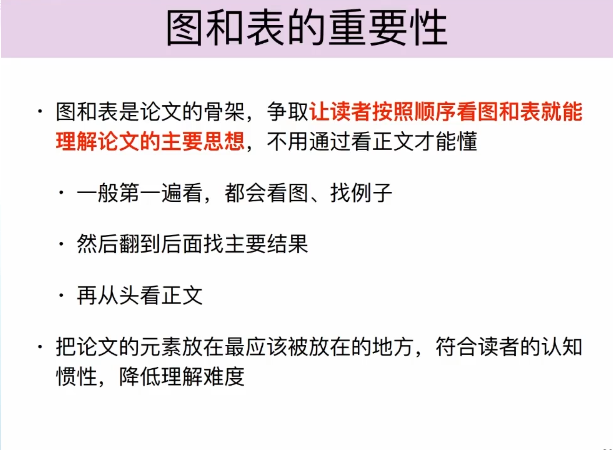 图和表的重要性
· 图和表是论文的骨架，争取让读者按照顺序看图和表就能
理解论文的主要思想，不用通过看正文才能懂
· 一般第一遍看，都会看图、找例子
· 然后翻到后面找主要结果
· 再从头看正文
· 把论文的元素放在最应该被放在的地方，符合读者的认知
惯性，降低理解难度